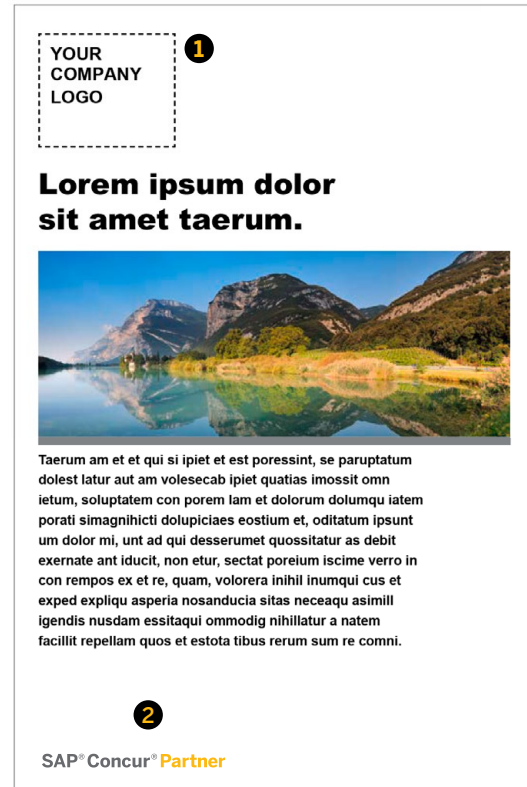 YOUR
COMPANY
LOGO
1
Lorem ipsum dolor
sit amet taerum.
Taerum am et et qui si ipiet et est poressint, se paruptatum
dolest latur aut am volesecab ipiet quatias imossit omn
ietum, soluptatem con porem lam et dolorum dolumqu iatem
porati simagnihicti dolupiciaes eostium et, oditatum ipsunt
um dolor mi, unt ad qui desserumet quossitatur as debit
exernate ant iducit, non etur, sectat poreium iscime verro in
con rempos ex et re, quam, volorera inihil inumqui cus et
exped expliqu asperia nosanducia sitas neceaqu asimill
igendis nusdam essitaqui ommodig nihillatur a natem
facillit repellam quos et estota tibus rerum sum re comni.
2
SAP® Concur® Partner